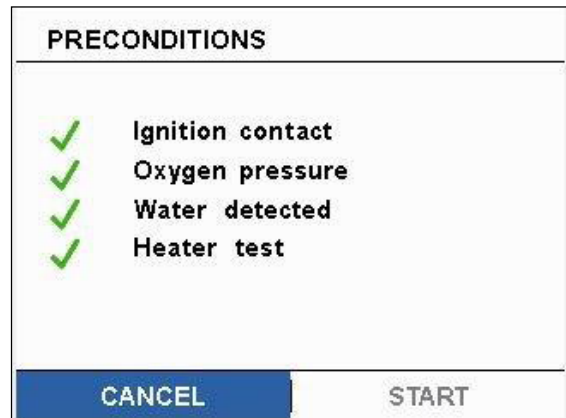 PRECONDITIONS
Ignition contact
Oxygen pressure
Water detected
Heater test
CANCEL START